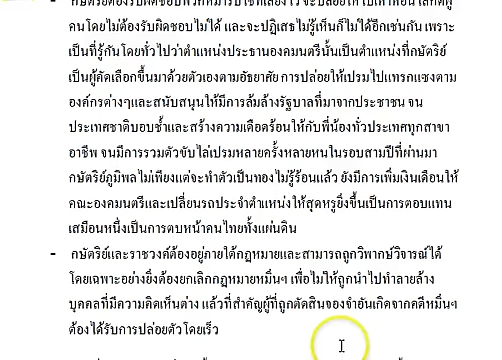 - กษัตริย์ต้องรับผิดชอบพวกหมารับใช้ที่เลี้ยงไว้ จะปล่อยให้ไปเที่ยวไล่กัดผู้
คนโดยไม่ต้องรับผิดชอบไม่ได้ และจะปฏิเสธไม่รู้เห็นก็ไม่ได้อีกเช่นกัน เพราะ
เป็นที่รู้กันโดยทั่วไปว่าตำแหน่งประธานองคมนตรีนั้นเป็นตำแหน่งที่กษัตริย์
เป็นผู้คัดเลือกขึ้นมาด้วยตัวเองตามอัธยาศัย การปล่อยให้เปรมไปแทรกแซงตาม
องค์กรต่างๆและสนับสนุนให้มีการล้มล้างรัฐบาลที่มาจากประชาชน จน
ประเทศชาติบอบช้ำและสร้างความเดือดร้อนให้กับพี่น้องทั่วประเทศทุกสาขา
อาชีพ จนมีการรวมตัวขับไล่เปรมหลายครั้งหลายหนในรอบสามปีที่ผ่านมา
กษัตริย์ภูมิพลไม่เพียงแต่จะทำตัวเป็นทองไม่รู้ร้อนแล้ว ยังมีการเพิ่มเงินเดือนให้
คณะองคมนตรีและเปลี่ยนรถประจำตำแหน่งให้สุดหรูยิ่งขึ้นเป็นการตอบแทน
เสมือนหนึ่งเป็นการตบหน้าคนไทยทั้งแผ่นดิน
- กษัตริย์และราชวงค์ต้องอยู่ภายใต้กฎหมายและสามารถถูกวิพากษ์วิจารณ์ได้
โดยเฉพาะอย่างยิ่งต้องยกเลิกกฎหมายหมิ่นฯ เพื่อไม่ให้ถูกนำไปทำลายล้าง
บุคคลที่มีความคิดเห็นต่าง แล้วที่สำคัญผู้ที่ถูกตัดสินจองจำอันเกิดจากคดีหมิ่นฯ
ต้องได้รับการปล่อยตัวโดยเร็ว